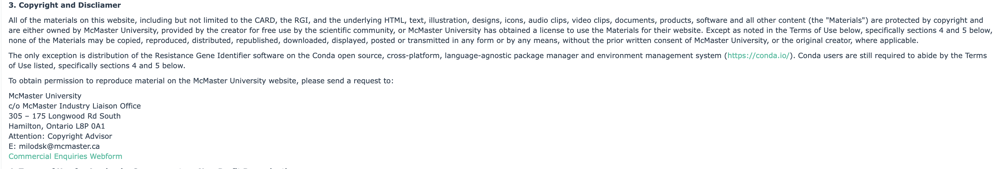 3. Copyright and Discliamer
All of the materials on this website, including but not limited to the CARD, the RGI, and the underlying HTML, text, illustration, designs, icons, audio clips, video clips, documents, products, software and all other content (the "Materials") are protected by copyright and
are either owned by McMaster University, provided by the creator for free use by the scientific community, or McMaster University has obtained a license to use the Materials for their website. Except as noted in the Terms of Use below, specifically sections 4 and 5 below,
none of the Materials may be copied, reproduced, distributed, republished, downloaded, displayed, posted or transmitted in any form or by any means, without the prior written consent of McMaster University, or the original creator, where applicable.
The only exception is distribution of the Resistance Gene Identifier software on the Conda open source, cross-platform, language-agnostic package manager and environment management system (https://conda.io/). Conda users are still required to abide by the Terms
of Use listed, specifically sections 4 and 5 below.
To obtain permission to reproduce material on the McMaster University website, please send a request to:
McMaster University
c/o McMaster Industry Liaison Office
305 – 175 Longwood Rd South
Hamilton, Ontario L8P 0A1
Attention: Copyright Advisor
E: milodsk@mcmaster.ca
Commercial Enquiries Webform